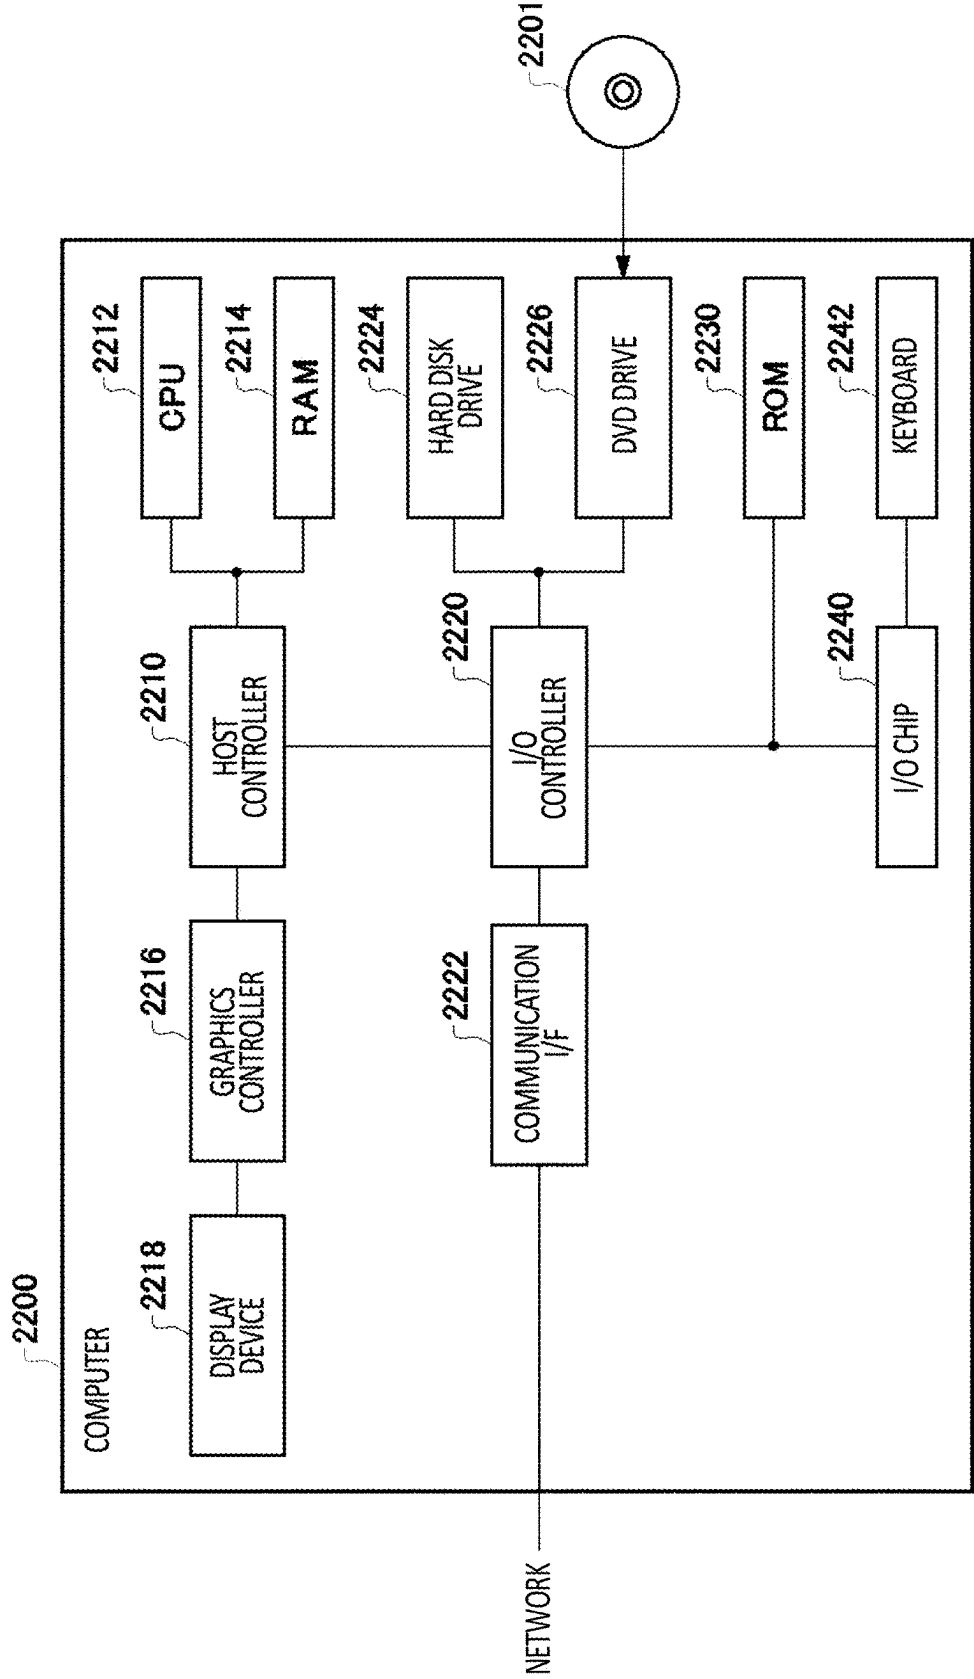 2200
COMPUTER
2218
DISPLAY
DEVICE
2216
GRAPHICS
CONTROLLER
2210
HOST
CONTROLLER
2212
CPU
2214
RAM
2224
HARD DISK
DRIVE
2226
DVD DRIVE
2201
2222
COMMUNICATION
I/F
2220
I/O
CONTROLLER
NETWORK
2230
ROM
2240
I/O CHIP
2242
KEYBOARD